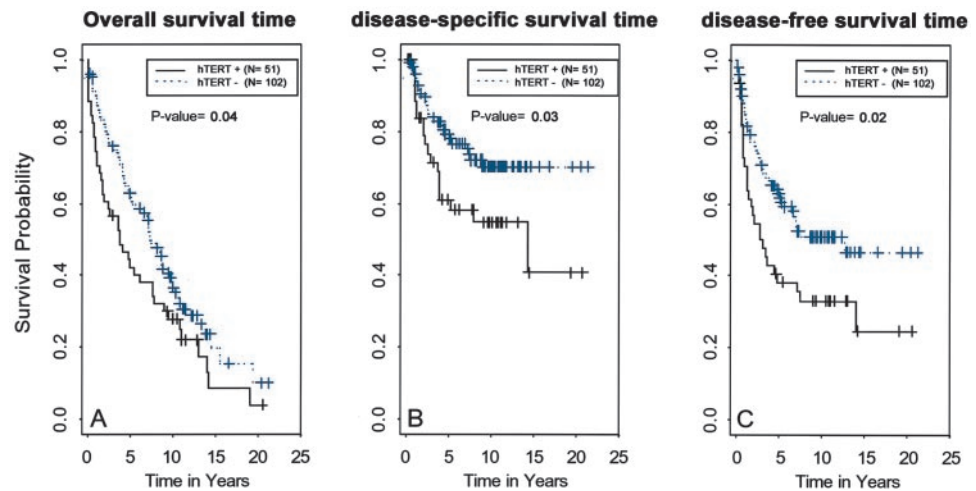 Overall survival time
disease-specific survival time
disease-free survival time
Survival Probability
1.0
0.8
0.6
0.4
0.2
0.0
hTERT + (N= 51)
hTERT - (N= 102)
P-value= 0.04
A
0 5 10 15 20 25
Time in Years
1.0
0.8
0.6
0.4
0.2
0.0
hTERT + (N= 51)
hTERT - (N= 102)
P-value= 0.03
B
0 5 10 15 20 25
Time in Years
1.0
0.8
0.6
0.4
0.2
0.0
hTERT + (N= 51)
hTERT - (N= 102)
P-value= 0.02
C
0 5 10 15 20 25
Time in Years